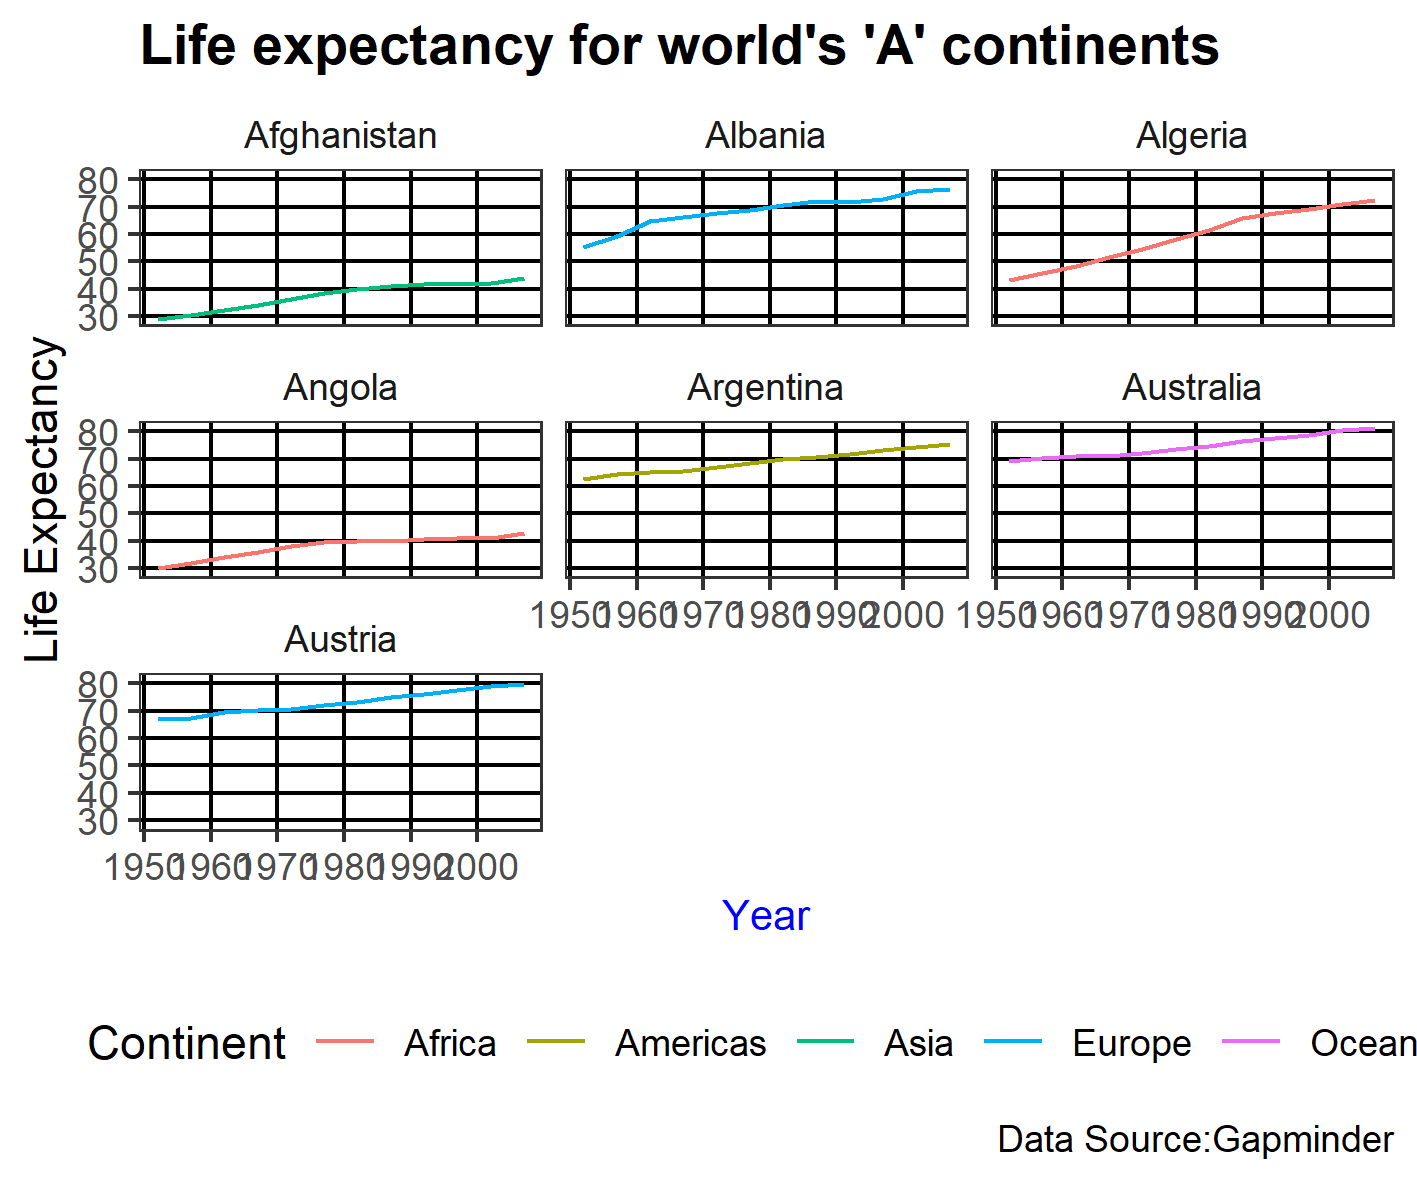 Life expectancy for world's 'A' continents
Afghanistan Albania Algeria
80
70
60
50
40
30
Angola Argentina Australia
80
70
60
50
40
30
1950 1960 1970 1980 1990 2000 1950 1960 1970 1980 1990 2000
Austria
80
70
60
50
40
30
1950 1960 1970 1980 1990 2000
Life Expectancy
Year
Continent Africa Americas Asia Europe Ocean
Data Source:Gapminder